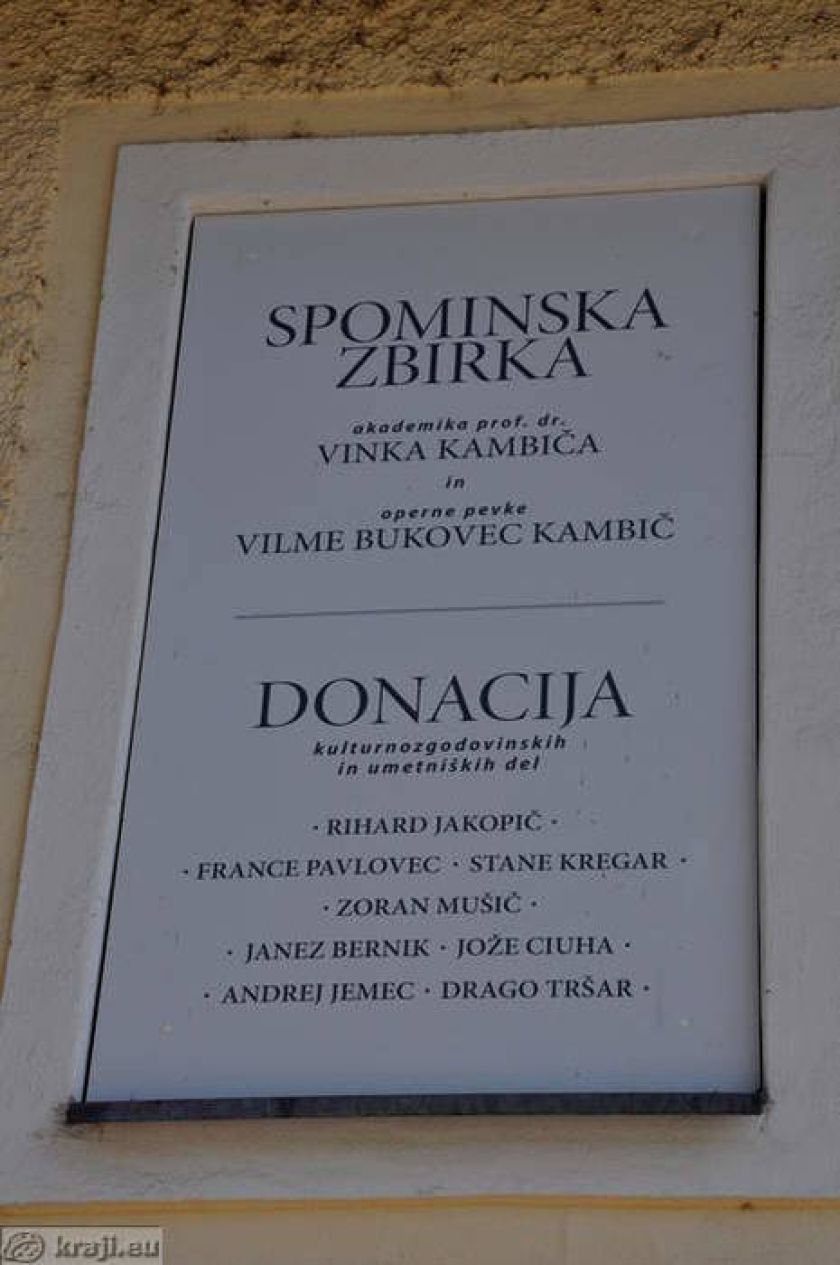 SPOMINSKA
ZBIRKA
akademika prof. dr.
VINKA KAMBIČA
in
operne pevke
VILME BUKOVEC KAMBIČ
DONACIJA
kulturnozgodovinskih
in umetniških del
· RIHARD JAKOPIČ ·
· FRANCE PAVLOVEC · STANE KREGAR ·
· ZORAN MUŠIČ ·
· JANEZ BERNIK · JOŽE CIUHA ·
· ANDREJ JEMEC · DRAGO TRŠAR ·
kraji.eu